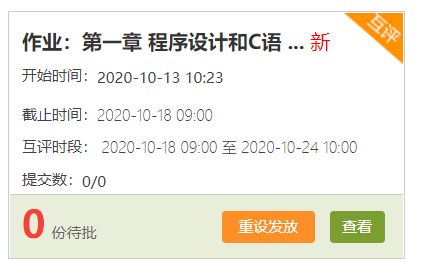 互评
作业：第一章 程序设计和C语 ... 新
开始时间：2020-10-13 10:23
截止时间：2020-10-18 09:00
互评时段： 2020-10-18 09:00 至 2020-10-24 10:00
提交数：0/0
0 份待批 重设发放 查看